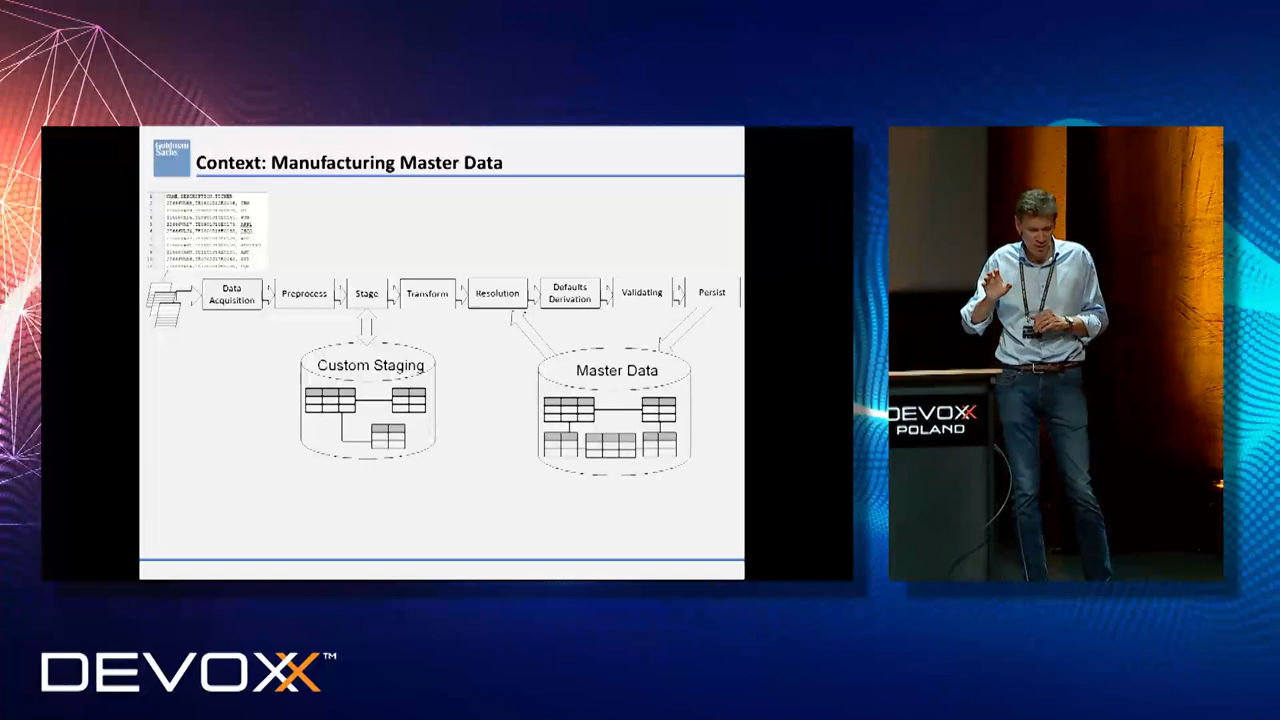 Goldman
Sachs
Context: Manufacturing Master Data
Data
Acquisition
Preprocess
Stage
Transform
Resolution
Defaults
Derivation
Validating
Persist
Custom Staging
Master Data
DEVOXX
POLAND
DEVOXX™